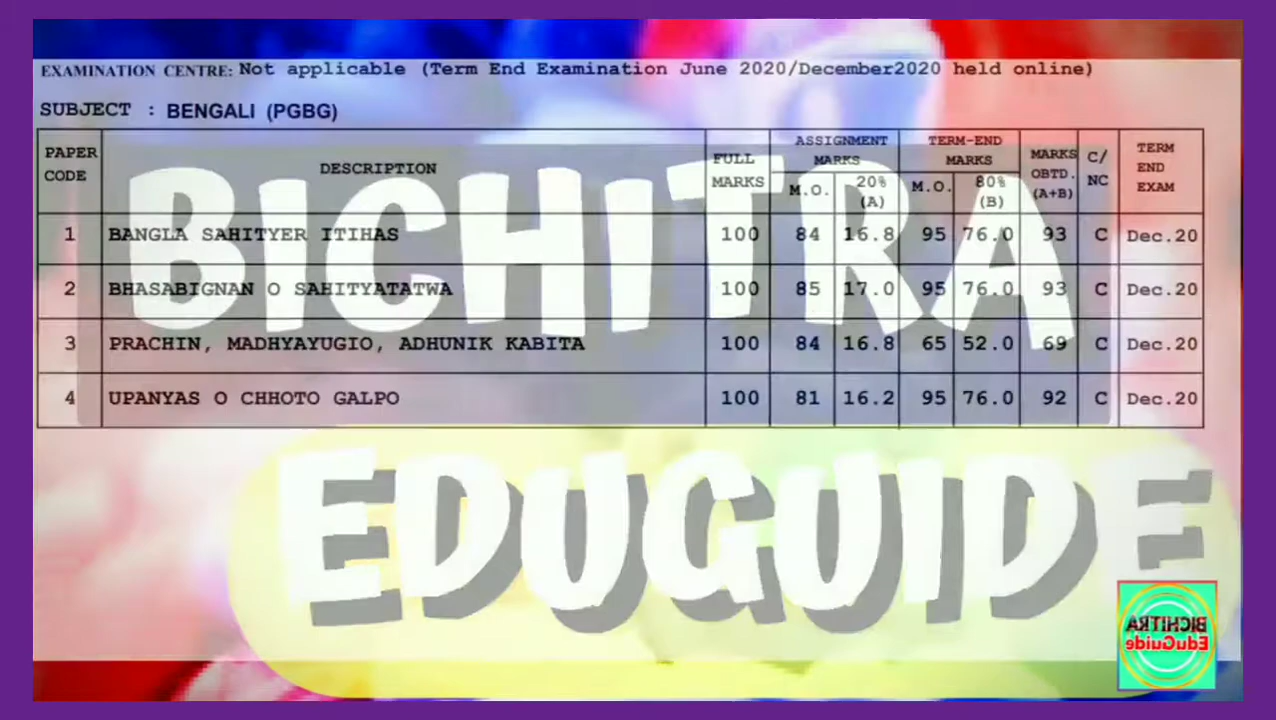 EXAMINATION CENTRE: Not applicable (Term End Examination June 2020/December2020 held online)
SUBJECT : BENGALI (PGBG)
PAPER CODE DESCRIPTION FULL MARKS ASSIGNMENT MARKS M.O. 20% (A) TERM-END MARKS M.O. 80% (B) MARKS OBTD. (A+B) C/ NC TERM END EXAM
1 BANGLA SAHITYER ITIHAS 100 84 16.8 95 76.0 93 C Dec.20
2 BHASABIGNAN O SAHITYATATWA 100 85 17.0 95 76.0 93 C Dec.20
3 PRACHIN, MADHYAYUGIO, ADHUNIK KABITA 100 84 16.8 65 52.0 69 C Dec.20
4 UPANYAS O CHHOTO GALPO 100 81 16.2 95 76.0 92 C Dec.20
BICHITRA
EDUGUIDE
BICHITRA
EduGuide